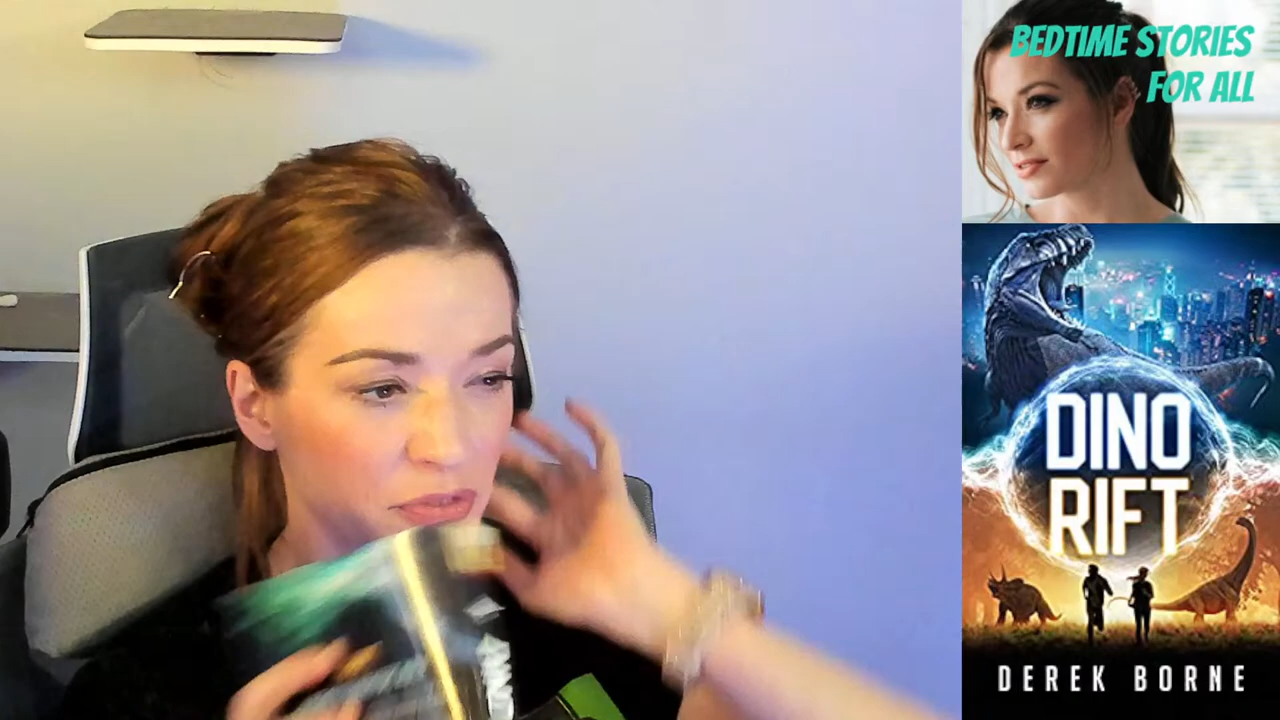 BEDTIME STORIES
FOR ALL
DINO
RIFT
DEREK BORNE